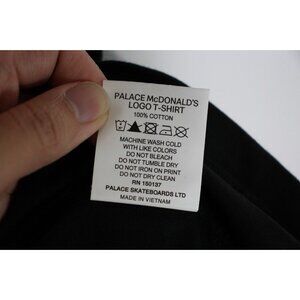 PALACE McDONALD'S
LOGO T-SHIRT
100% COTTON
MACHINE WASH COLD
WITH LIKE COLORS
DO NOT BLEACH
DO NOT TUMBLE DRY
DO NOT IRON ON PRINT
DO NOT DRY CLEAN
RN 150137
PALACE SKATEBOARDS LTD
MADE IN VIETNAM